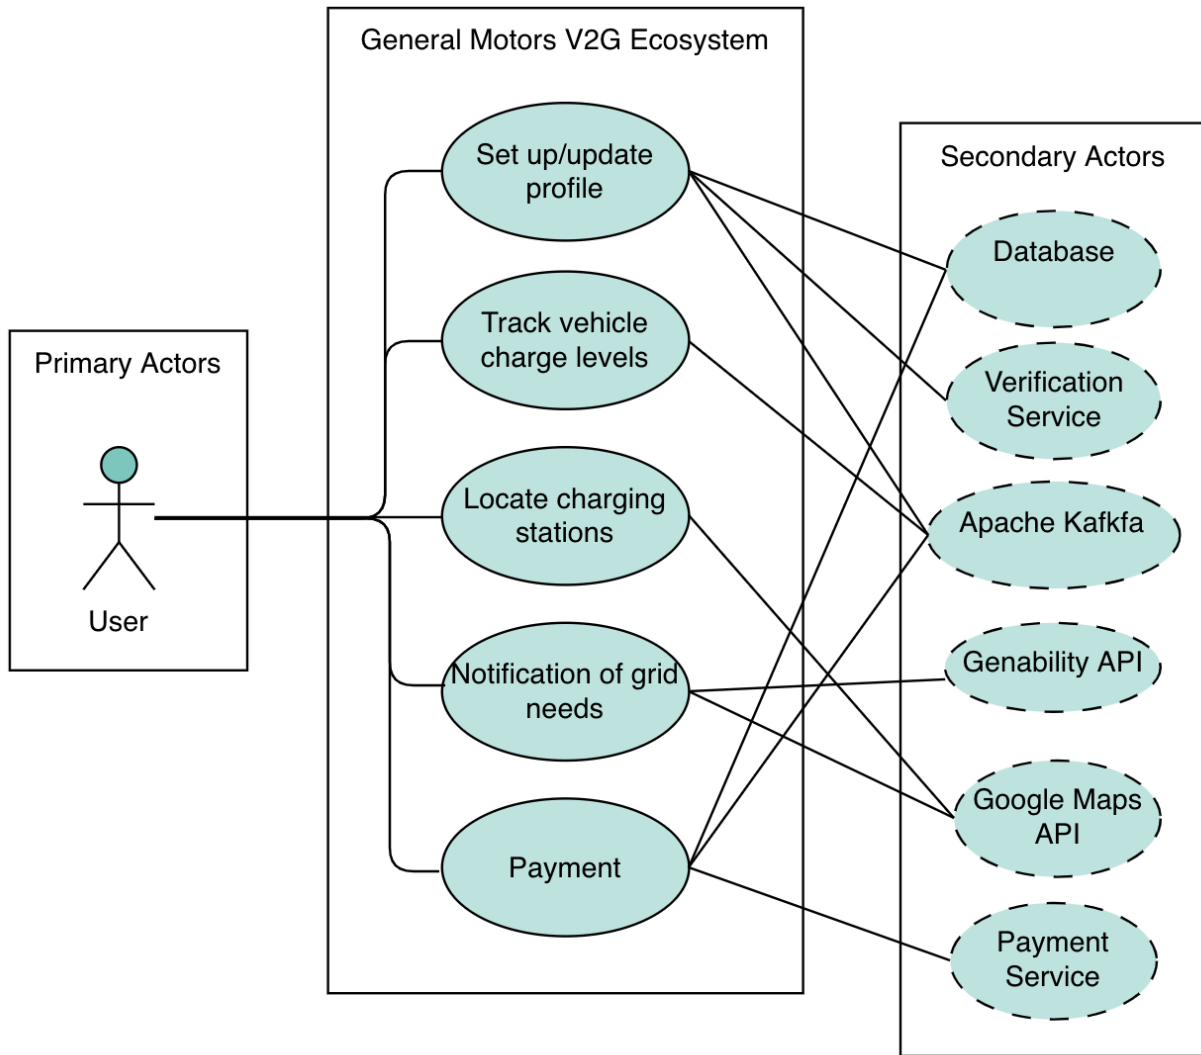 General Motors V2G Ecosystem
Set up/update
profile
Track vehicle
charge levels
Locate charging
stations
Notification of grid
needs
Payment
Primary Actors
User
Secondary Actors
Database
Verification
Service
Apache Kafkfa
Genability API
Google Maps
API
Payment
Service